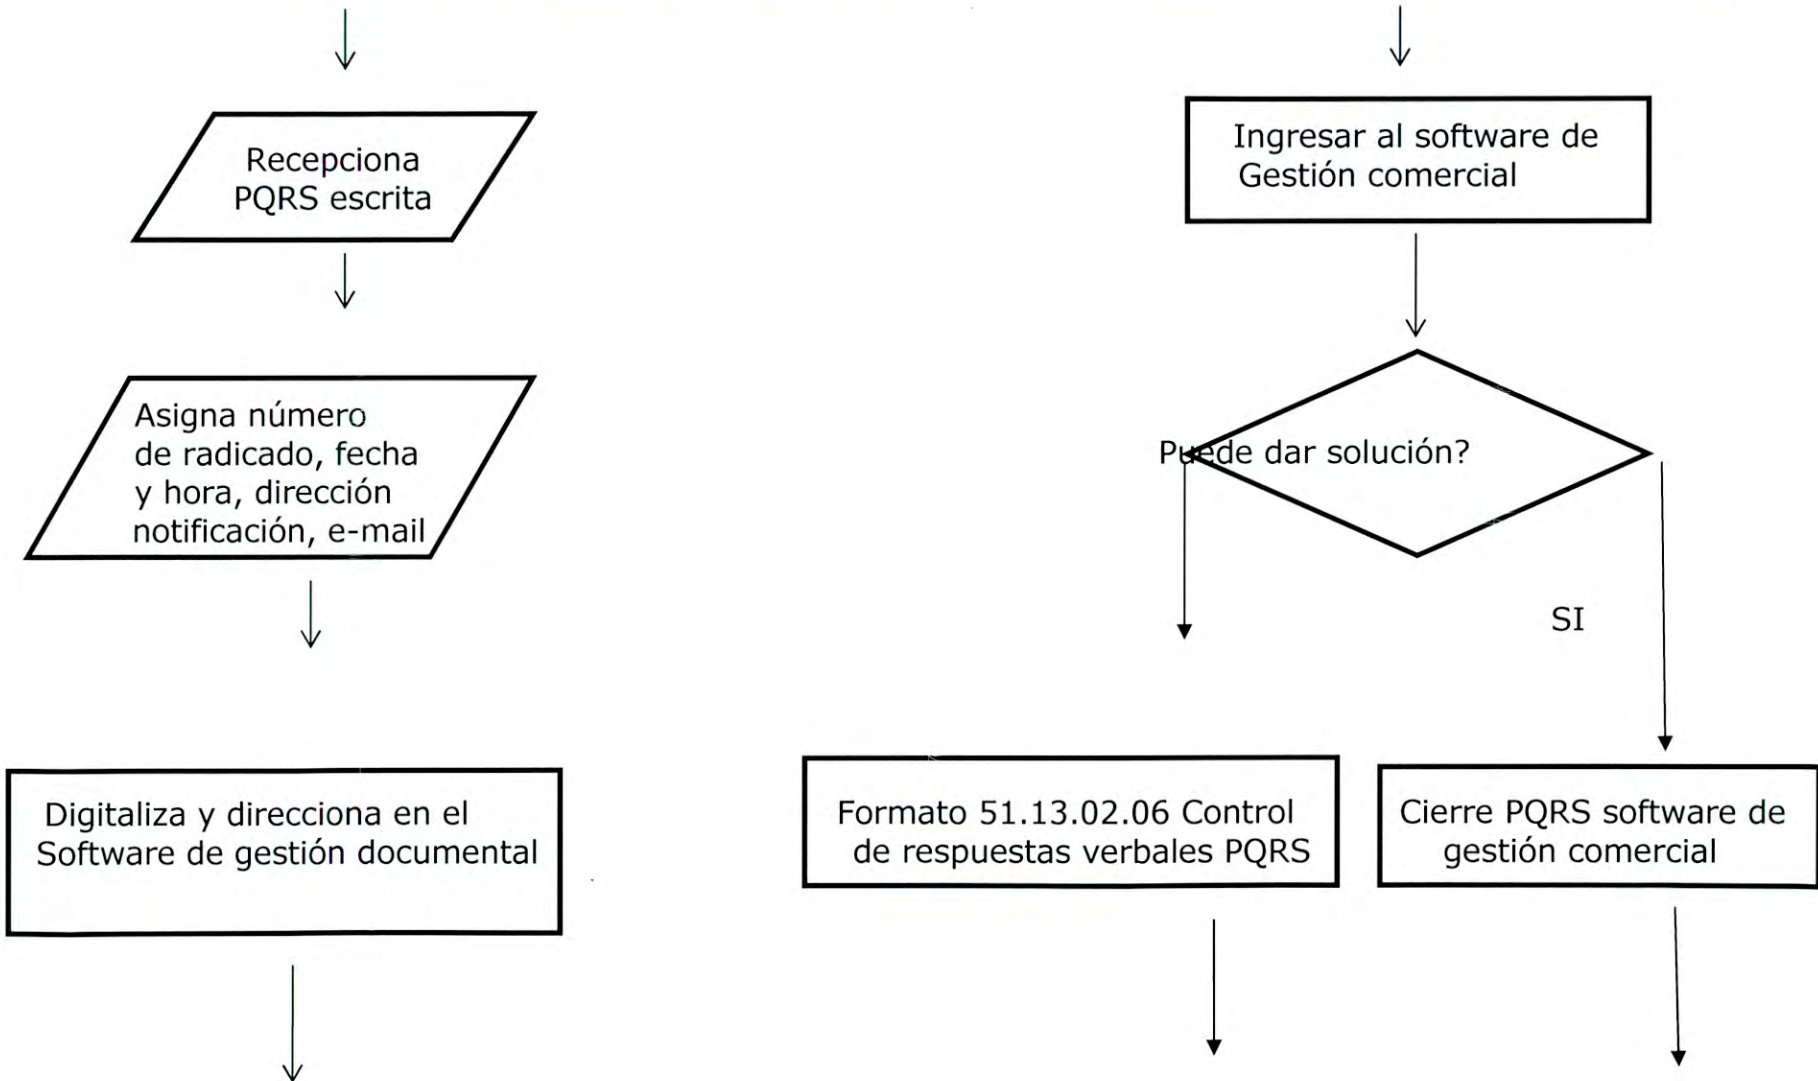 Recepciona
PQRS escrita
Asigna número
de radicado, fecha
y hora, dirección
notificación, e-mail
Digitaliza y direcciona en el
Software de gestión documental
Ingresar al software de
Gestión comercial
Puede dar solución?
SI
Formato 51.13.02.06 Control
de respuestas verbales PQRS
Cierre PQRS software de
gestión comercial